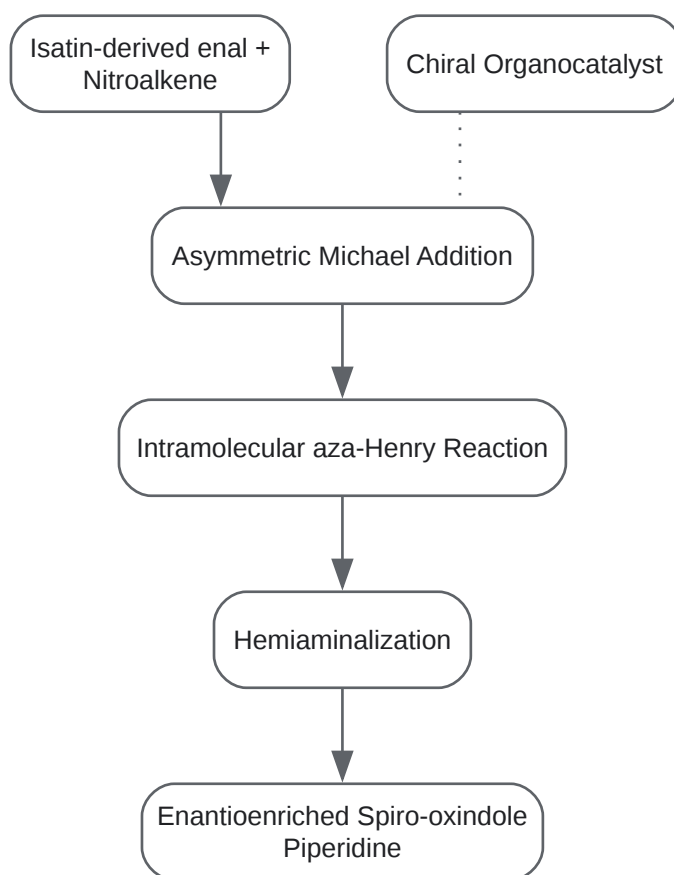 Isatin-derived enal +
Nitroalkene
Chiral Organocatalyst
Asymmetric Michael Addition
Intramolecular aza-Henry Reaction
Hemiaminalization
Enantioenriched Spiro-oxindole
Piperidine